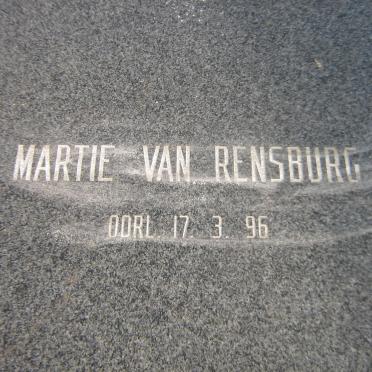 MARTIE VAN RENSBURG
OORL. 17. 3. 96